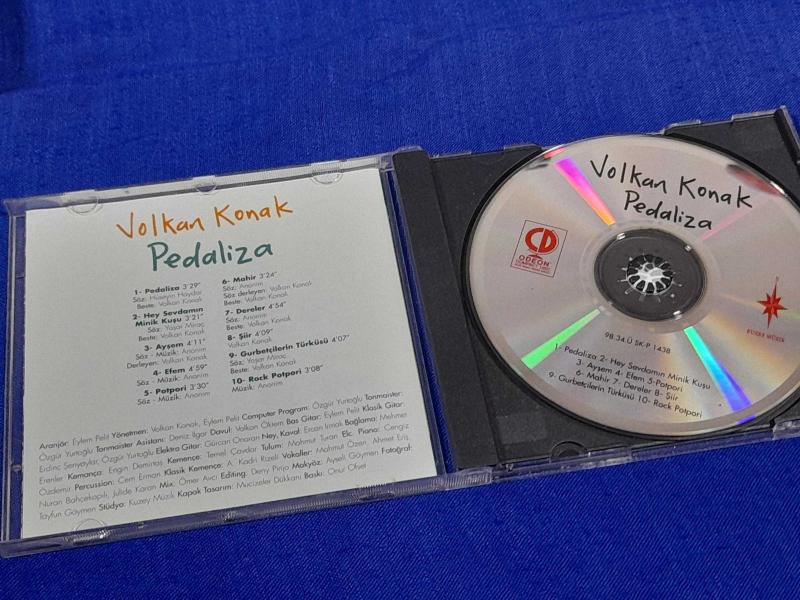 Volkan Konak
Pedaliza
1- Pedaliza 3'29"
Söz: Hüseyin Haydar
Beste: Volkan Konak
2- Hey Sevdamın
Minik Kuşu 3'21"
Söz: Yaşar Miraç
Beste: Volkan Konak
3- Ayşem 4'11"
Söz - Müzik: Anonim
Derleyen: Volkan Konak
4- Efem 4'59"
Söz - Müzik: Anonim
5- Potpori 3'30"
Söz - Müzik: Anonim
6- Mahir 3'24"
Söz: Anonim
Söz derleyen: Volkan Konak
Beste: Volkan Konak
7- Dereler 4'54"
Söz: Anonim
Beste: Volkan Konak
8- Şiir 4'09"
Volkan Konak
9- Gurbetçilerin Türküsü 4'07"
Söz: Yaşar Miraç
Beste: Volkan Konak
10- Rock Potpori 3'08"
Müzik: Anonim
Aranjör: Eylem Pelit Yönetmen: Volkan Konak, Eylem Pelit Computer Program: Özgür Yurtoğlu Tonmaister:
Özgür Yurtoğlu Tonmaister Asistanı: Deniz Ilgar Davul: Volkan Öktem Bas Gitar: Eylem Pelit Klasik Gitar:
Erdinç Şenyaylar, Özgür Yurtoğlu Elektro Gitar: Gürcan Onaran Ney, Kaval: Ercan Irmak Bağlama: Mehmet
Erenler Kemança: Engin Demirtaş Kemençe: Temel Çavdar Tulum: Mahmut Turan Elc. Piano: Cengiz
Özdemir Percussion: Cem Erman Klasik Kemençe: A. Kadri Rizeli Vokaller: Mahmut Özen, Ahmet Eriş,
Nuran Bahçekapılı, Jülide Karan Mix: Ömer Avcı Editing: Deny Pinjo Makyöz: Ayseli Göymen Fotoğraf:
Tayfun Göymen Stüdyo: Kuzey Müzik Kapak Tasarım: Mucizeler Dükkanı Baskı: Onur Ofset
Volkan Konak
Pedaliza
CD
ODEON
KUZEY MÜZİK
98.34.Ü SK-P 1438
1- Pedaliza 2- Hey Sevdamın Minik Kuşu
3- Ayşem 4- Efem 5-Potpori
6- Mahir 7- Dereler 8- Şiir
9- Gurbetçilerin Türküsü 10- Rock Potpori